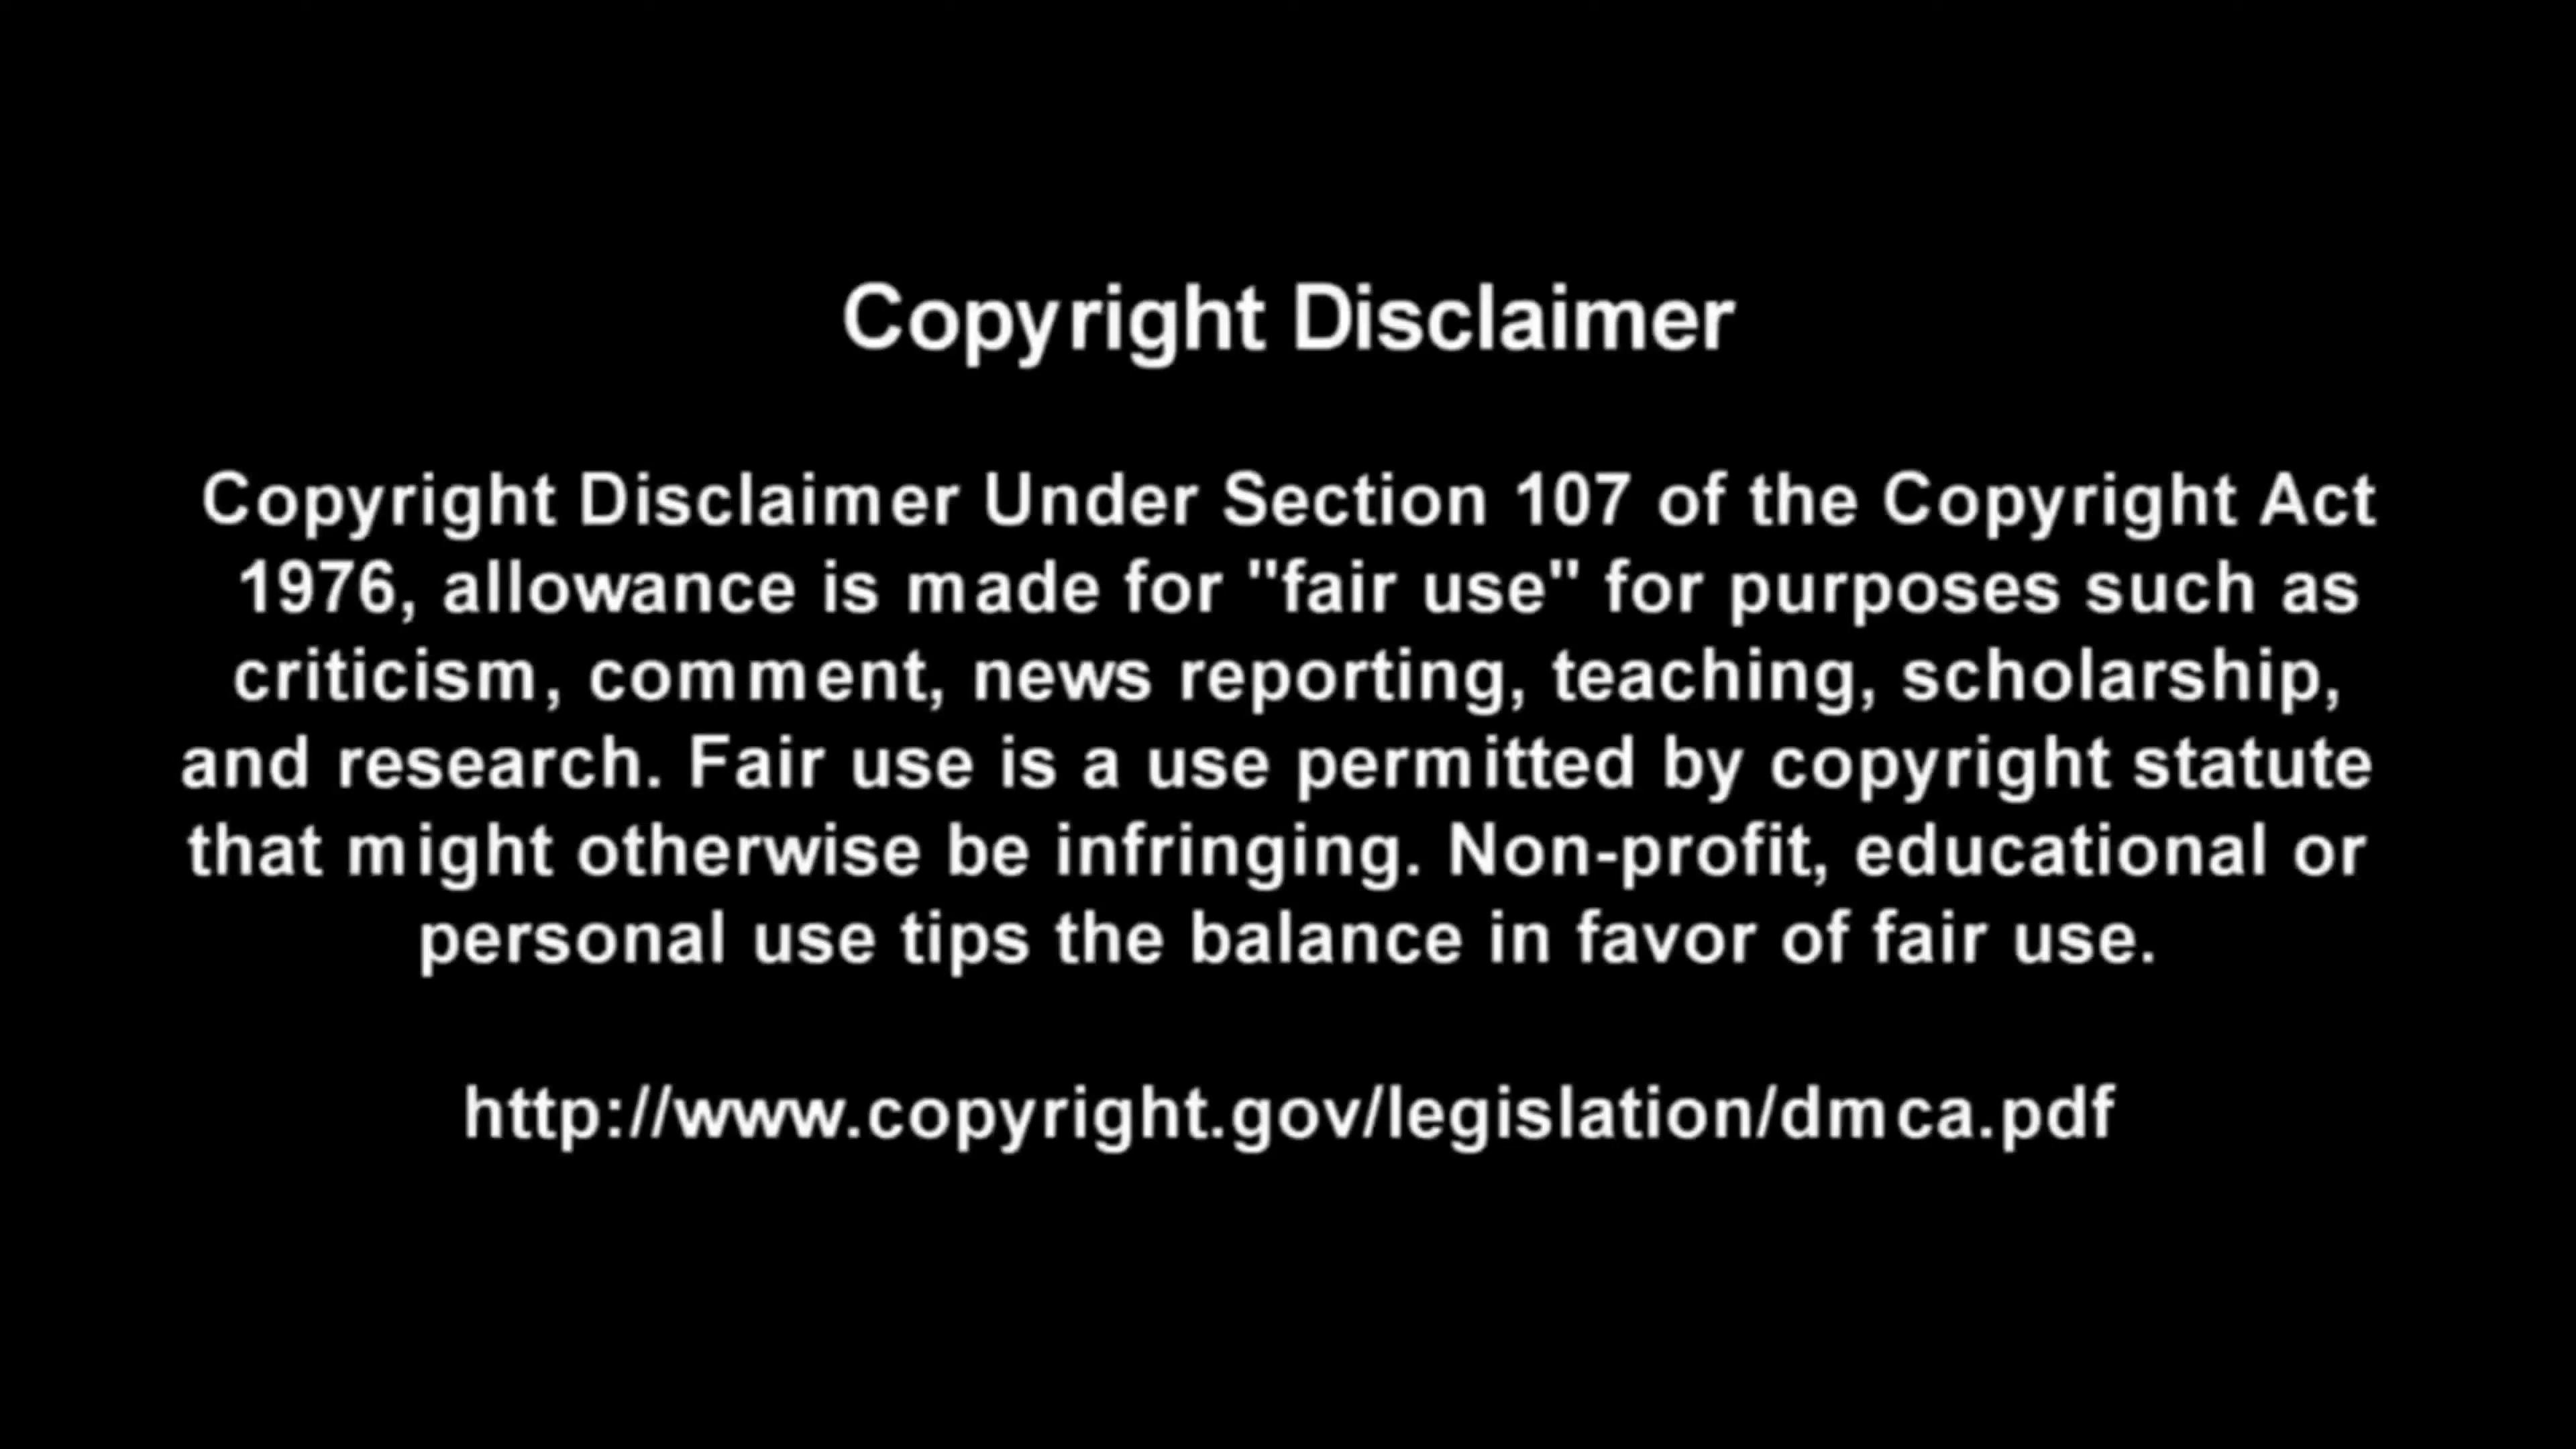 Copyright Disclaimer
Copyright Disclaimer Under Section 107 of the Copyright Act
1976, allowance is made for "fair use" for purposes such as
criticism, comment, news reporting, teaching, scholarship,
and research. Fair use is a use permitted by copyright statute
that might otherwise be infringing. Non-profit, educational or
personal use tips the balance in favor of fair use.
http://www.copyright.gov/legislation/dmca.pdf